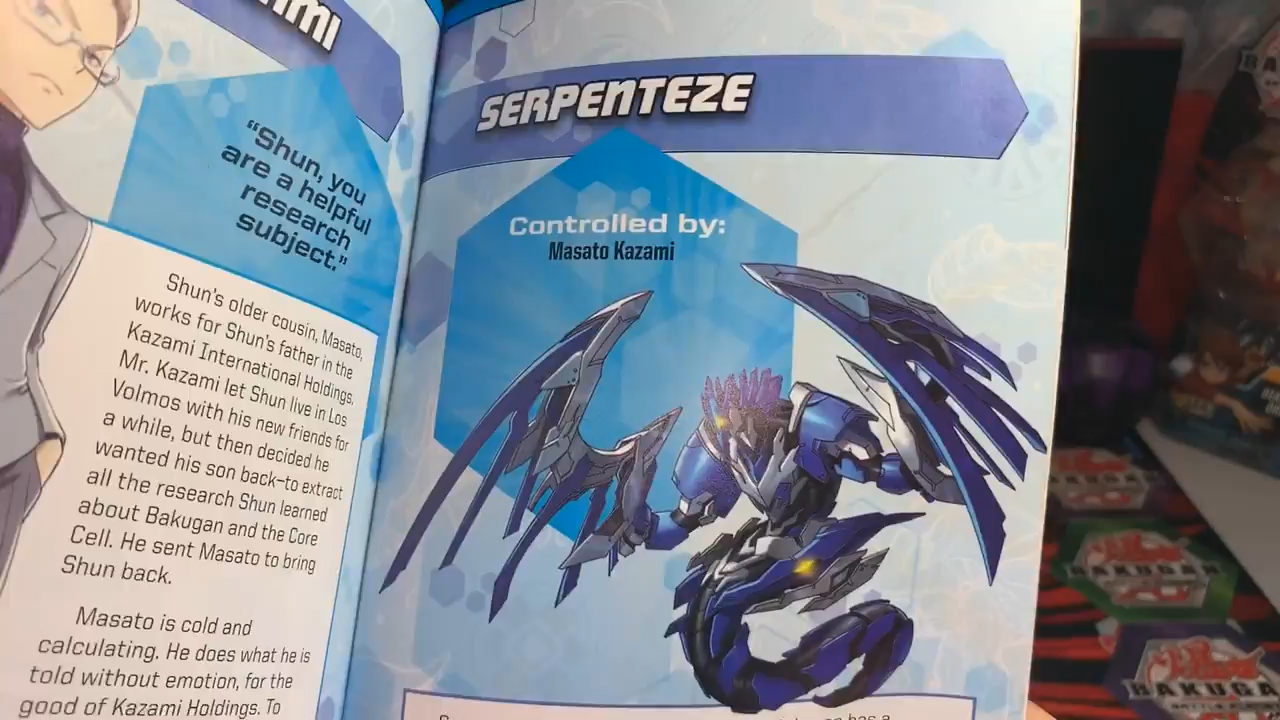 "Shun, you
are a helpful
research
subject."
Shun's older cousin, Masato,
works for Shun's father in the
Kazami International Holdings.
Mr. Kazami let Shun live in Los
Volmos with his new friends for
a while, but then decided he
wanted his son back—to extract
all the research Shun learned
about Bakugan and the Core
Cell. He sent Masato to bring
Shun back.
Masato is cold and
calculating. He does what he is
told without emotion, for the
good of Kazami Holdings. To
SERPENTEZE
Controlled by:
Masato Kazami
has a
BAKUGAN